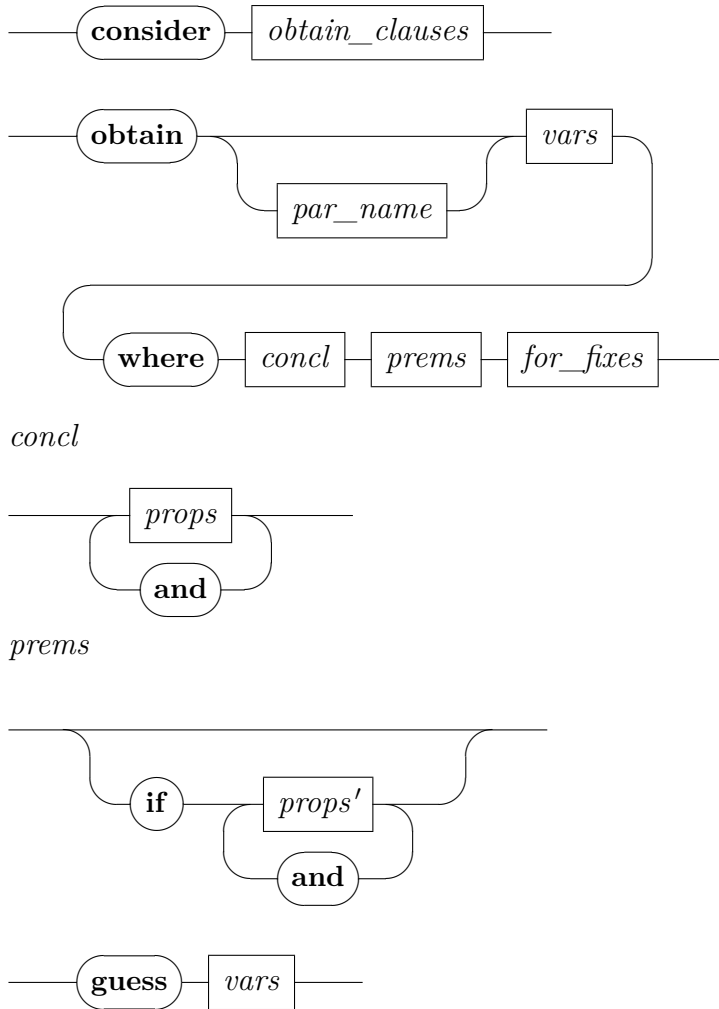 consider obtain_clauses
obtain vars
par_name
where concl prems for_fixes
concl
props
and
prems
if props′
and
guess vars